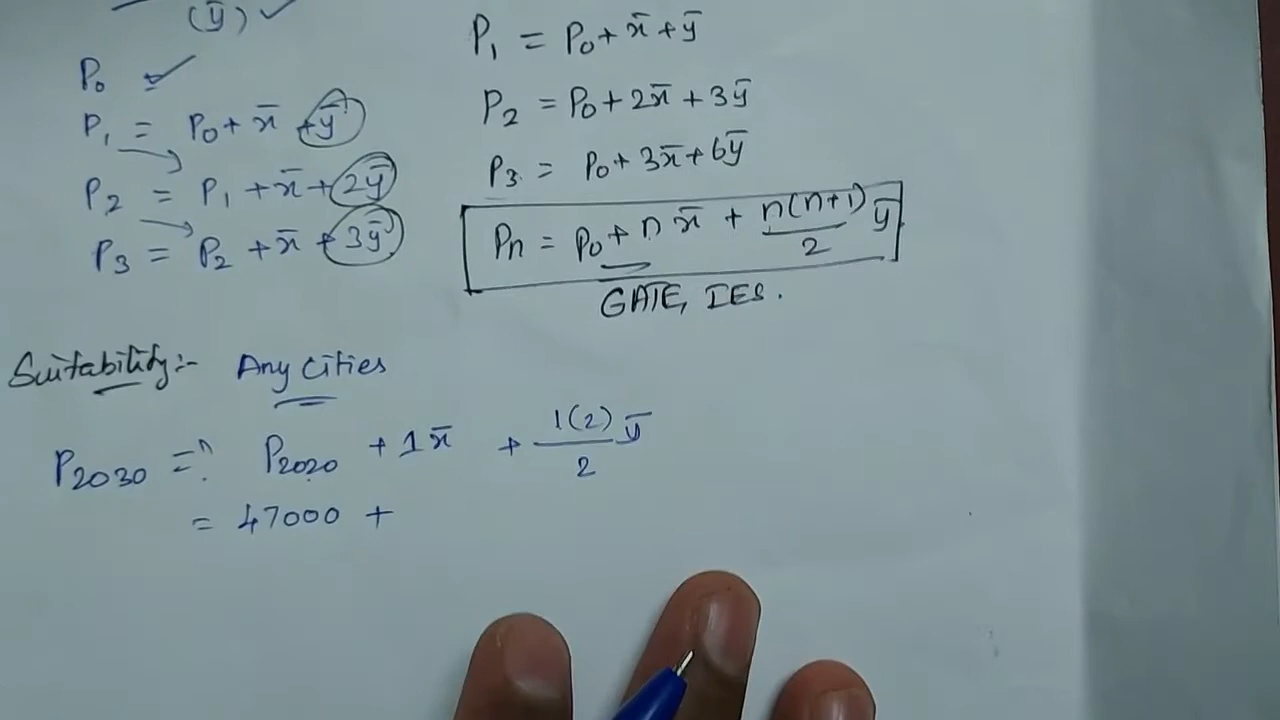 (ȳ) ✓
P₀ ✓
P₁ = P₀ + x̄ + ȳ
P₂ = P₁ + x̄ + 2ȳ
P₃ = P₂ + x̄ + 3ȳ
P₁ = P₀ + x̄ + ȳ
P₂ = P₀ + 2x̄ + 3ȳ
P₃ = P₀ + 3x̄ + 6ȳ
Pn = P₀ + n x̄ + n(n+1)/2 ȳ
GATE, IES.
Suitability:- Any Cities
P₂₀₃₀ =? P₂₀₂₀ + 1x̄ + 1(2)/2 ȳ
= 47000 +